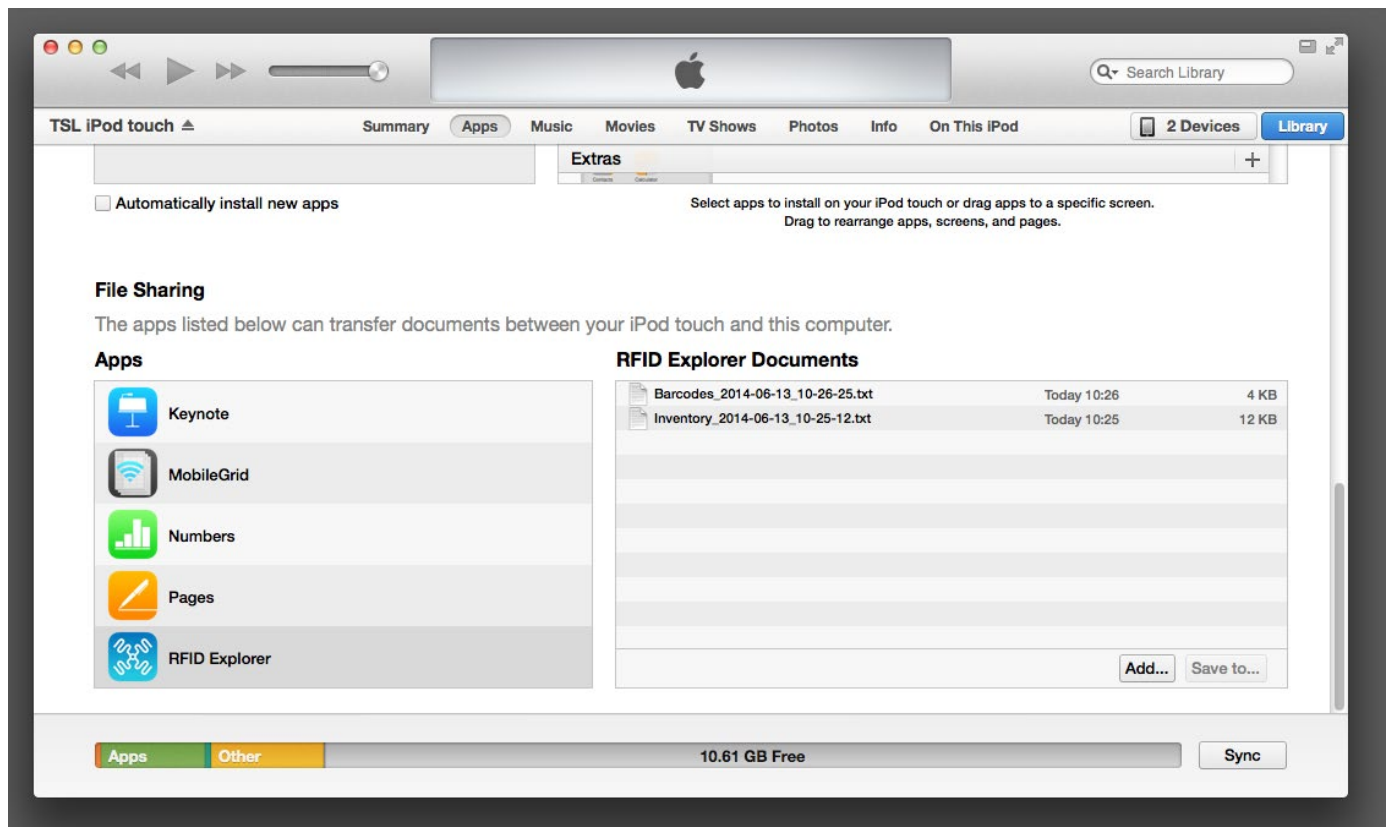 Search Library
TSL iPod touch
Summary
Apps
Music
Movies
TV Shows
Photos
Info
On This iPod
2 Devices
Library
Extras
Contacts
Calculator
Automatically install new apps
Select apps to install on your iPod touch or drag apps to a specific screen.
Drag to rearrange apps, screens, and pages.
File Sharing
The apps listed below can transfer documents between your iPod touch and this computer.
Apps
Keynote
MobileGrid
Numbers
Pages
RFID Explorer
RFID Explorer Documents
Barcodes_2014-06-13_10-26-25.txt Today 10:26 4 KB
Inventory_2014-06-13_10-25-12.txt Today 10:25 12 KB
Add...
Save to...
Apps
Other
10.61 GB Free
Sync